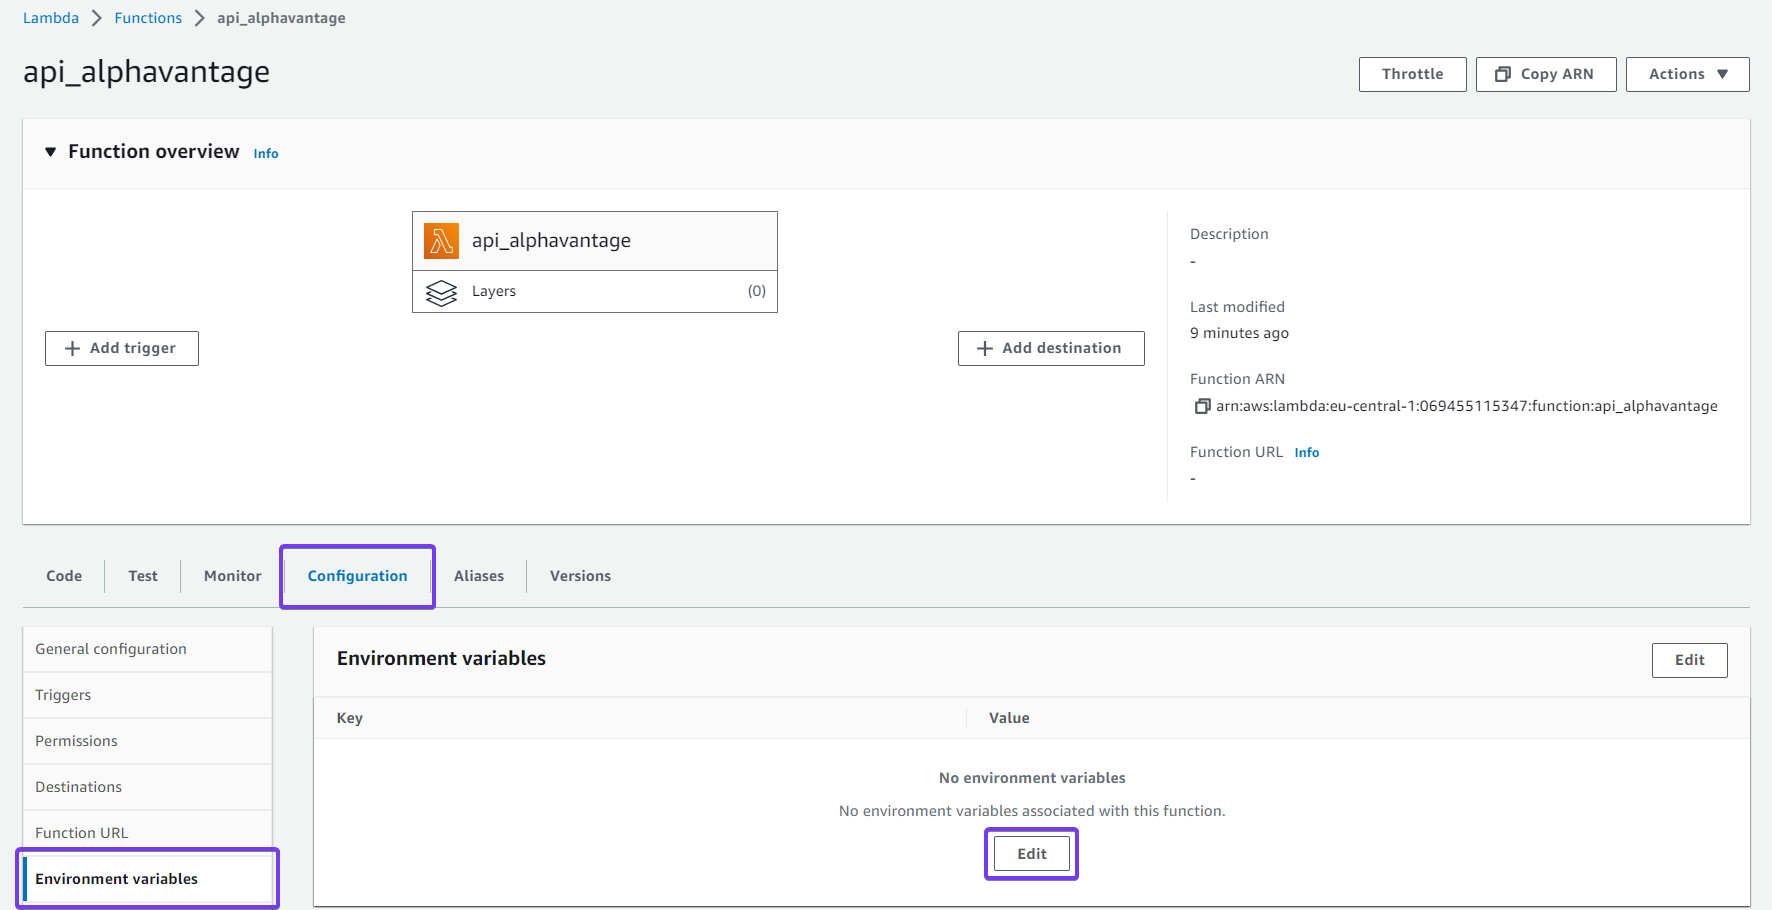 Lambda > Functions > api_alphavantage
api_alphavantage
Throttle
Copy ARN
Actions ▼
▼ Function overview Info
api_alphavantage
Layers (0)
+ Add trigger
+ Add destination
Description
-
Last modified
9 minutes ago
Function ARN
arn:aws:lambda:eu-central-1:069455115347:function:api_alphavantage
Function URL Info
-
Code
Test
Monitor
Configuration
Aliases
Versions
General configuration
Triggers
Permissions
Destinations
Function URL
Environment variables
Environment variables
Edit
Key
Value
No environment variables
No environment variables associated with this function.
Edit